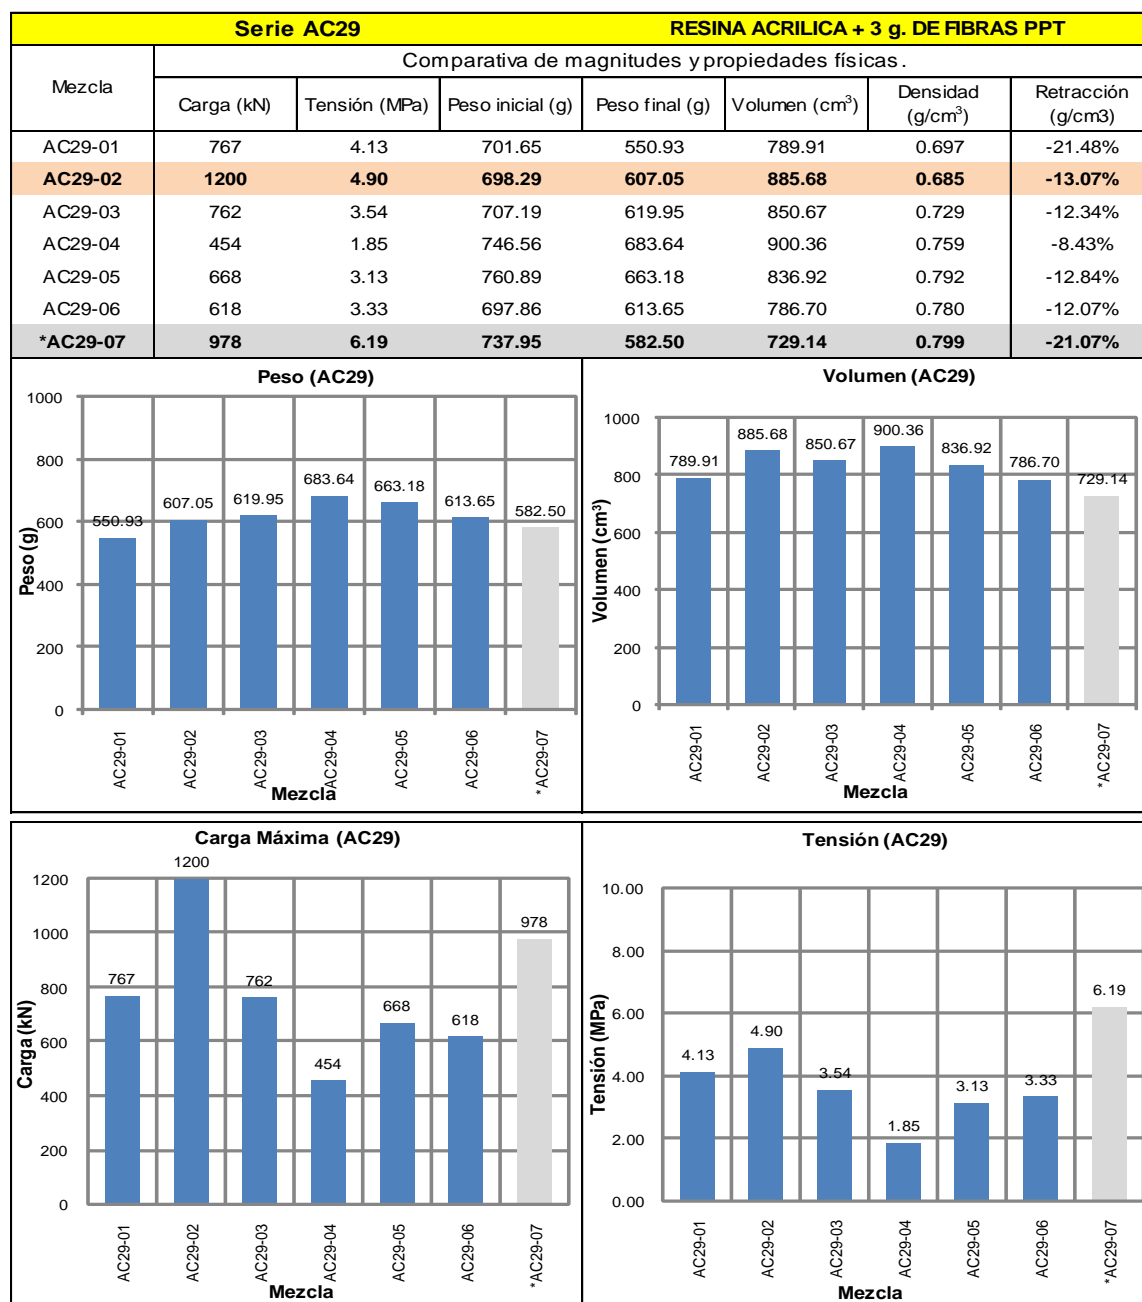 Serie AC29 RESINA ACRILICA + 3 g. DE FIBRAS PPT
Mezcla Comparativa de magnitudes y propiedades físicas.
Carga (kN) Tensión (MPa) Peso inicial (g) Peso final (g) Volumen (cm³) Densidad (g/cm³) Retracción (g/cm3)
AC29-01 767 4.13 701.65 550.93 789.91 0.697 -21.48%
AC29-02 1200 4.90 698.29 607.05 885.68 0.685 -13.07%
AC29-03 762 3.54 707.19 619.95 850.67 0.729 -12.34%
AC29-04 454 1.85 746.56 683.64 900.36 0.759 -8.43%
AC29-05 668 3.13 760.89 663.18 836.92 0.792 -12.84%
AC29-06 618 3.33 697.86 613.65 786.70 0.780 -12.07%
*AC29-07 978 6.19 737.95 582.50 729.14 0.799 -21.07%
Peso (AC29)
Peso (g)
1000
800
600
400
200
0
550.93 607.05 619.95 683.64 663.18 613.65 582.50
AC29-01 AC29-02 AC29-03 AC29-04 AC29-05 AC29-06 *AC29-07
Mezcla
Volumen (AC29)
Volumen (cm³)
1000
800
600
400
200
0
789.91 885.68 850.67 900.36 836.92 786.70 729.14
AC29-01 AC29-02 AC29-03 AC29-04 AC29-05 AC29-06 *AC29-07
Mezcla
Carga Máxima (AC29)
Carga (kN)
1200
1000
800
600
400
200
0
767 1200 762 454 668 618 978
AC29-01 AC29-02 AC29-03 AC29-04 AC29-05 AC29-06 *AC29-07
Mezcla
Tensión (AC29)
Tensión (MPa)
10.00
8.00
6.00
4.00
2.00
0.00
4.13 4.90 3.54 1.85 3.13 3.33 6.19
AC29-01 AC29-02 AC29-03 AC29-04 AC29-05 AC29-06 *AC29-07
Mezcla